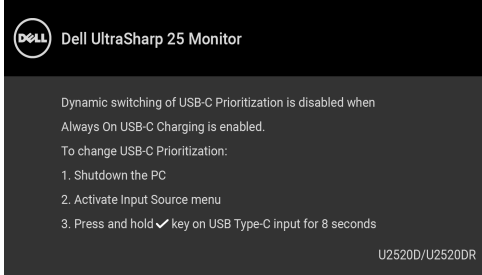 DELL
Dell UltraSharp 25 Monitor
Dynamic switching of USB-C Prioritization is disabled when
Always On USB-C Charging is enabled.
To change USB-C Prioritization:
1. Shutdown the PC
2. Activate Input Source menu
3. Press and hold ✓ key on USB Type-C input for 8 seconds
U2520D/U2520DR